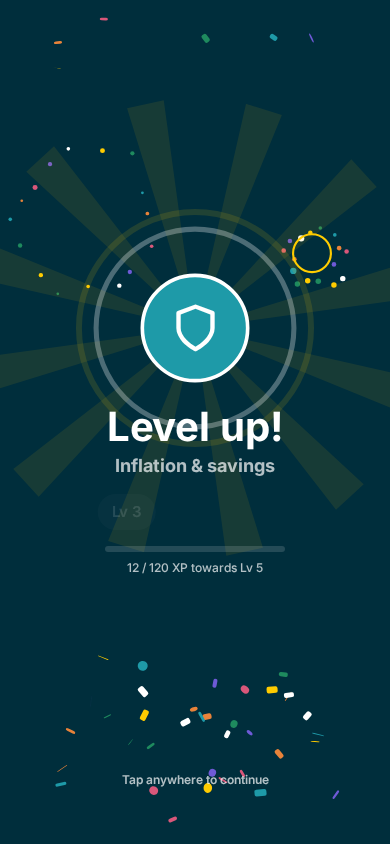 Level up!
Inflation & savings
Lv 3
12 / 120 XP towards Lv 5
Tap anywhere to continue